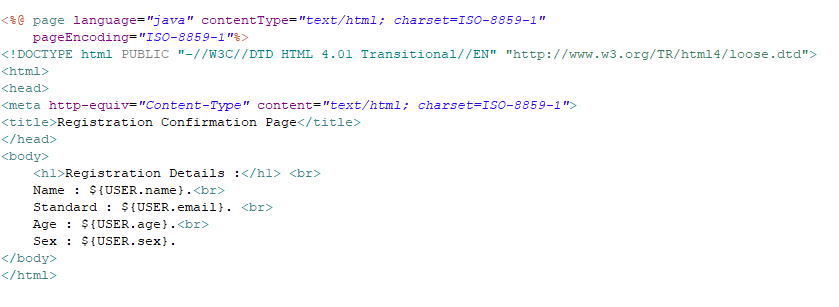 <%@ page language="java" contentType="text/html; charset=ISO-8859-1"
    pageEncoding="ISO-8859-1"%>
<!DOCTYPE html PUBLIC "-//W3C//DTD HTML 4.01 Transitional//EN" "http://www.w3.org/TR/html4/loose.dtd">
<html>
<head>
<meta http-equiv="Content-Type" content="text/html; charset=ISO-8859-1">
<title>Registration Confirmation Page</title>
</head>
<body>
    <h1>Registration Details :</h1> <br>
    Name : ${USER.name}.<br>
    Standard : ${USER.email}. <br>
    Age : ${USER.age}.<br>
    Sex : ${USER.sex}.
</body>
</html>